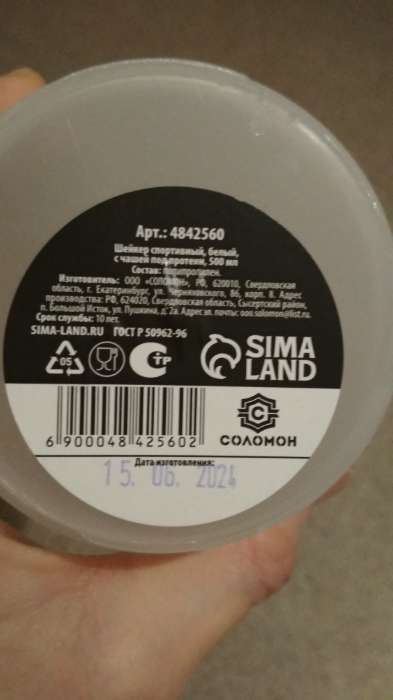 Арт.: 4842560
Шейкер спортивный, белый,
с чашей под протеин, 500 мл
Состав: полипропилен.
Изготовитель: ООО «СОЛОМОН», РФ, 620010, Свердловская
область, г. Екатеринбург, ул. Черняховского, 86, корп. 8. Адрес
производства: РФ, 624020, Свердловская область, Сысертский район,
п. Большой Исток, ул. Пушкина, д. 2а. Адрес эл. почты: ooo.solomon@list.ru.
Срок службы: 10 лет.
SIMA-LAND.RU ГОСТ Р 50962-96
05
СТР
SIMA
LAND
6 900048 425602
СОЛОМОН
Дата изготовления:
15. 06. 2024